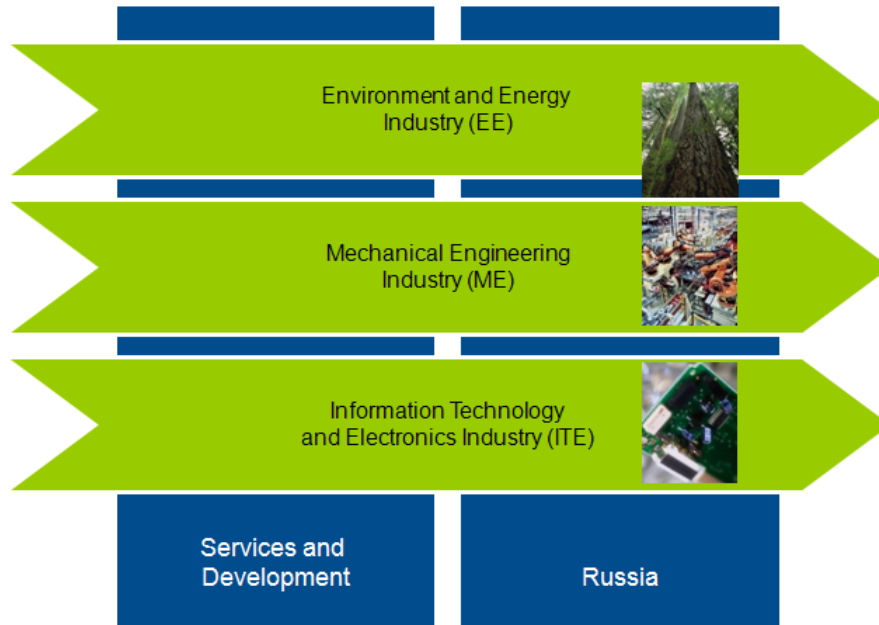 Environment and Energy
Industry (EE)
Mechanical Engineering
Industry (ME)
Information Technology
and Electronics Industry (ITE)
Services and
Development
Russia